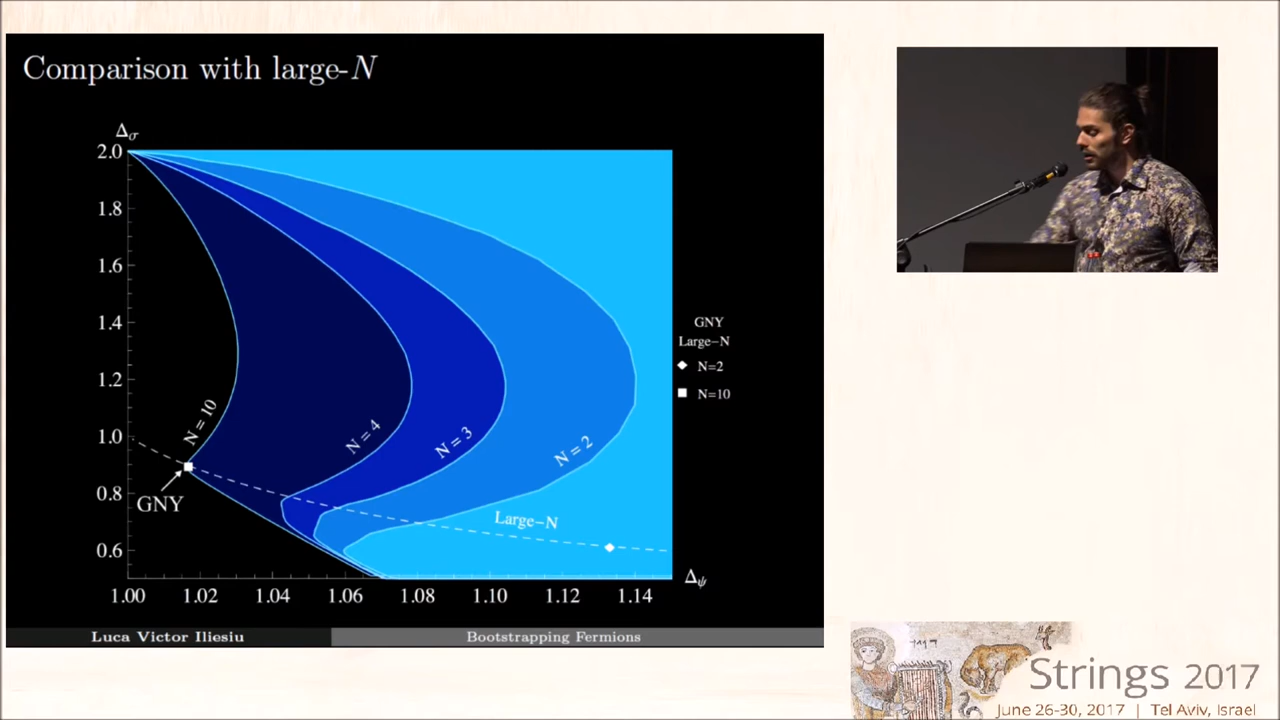 Comparison with large-N
Δσ
2.0
1.8
1.6
1.4
1.2
1.0
0.8
0.6
N = 10
N = 4
N = 3
N = 2
GNY
Large-N
GNY
Large-N
N=2
N=10
1.00 1.02 1.04 1.06 1.08 1.10 1.12 1.14
Δψ
Luca Victor Iliesiu
Bootstrapping Fermions
Strings 2017
June 26-30, 2017 | Tel Aviv, Israel